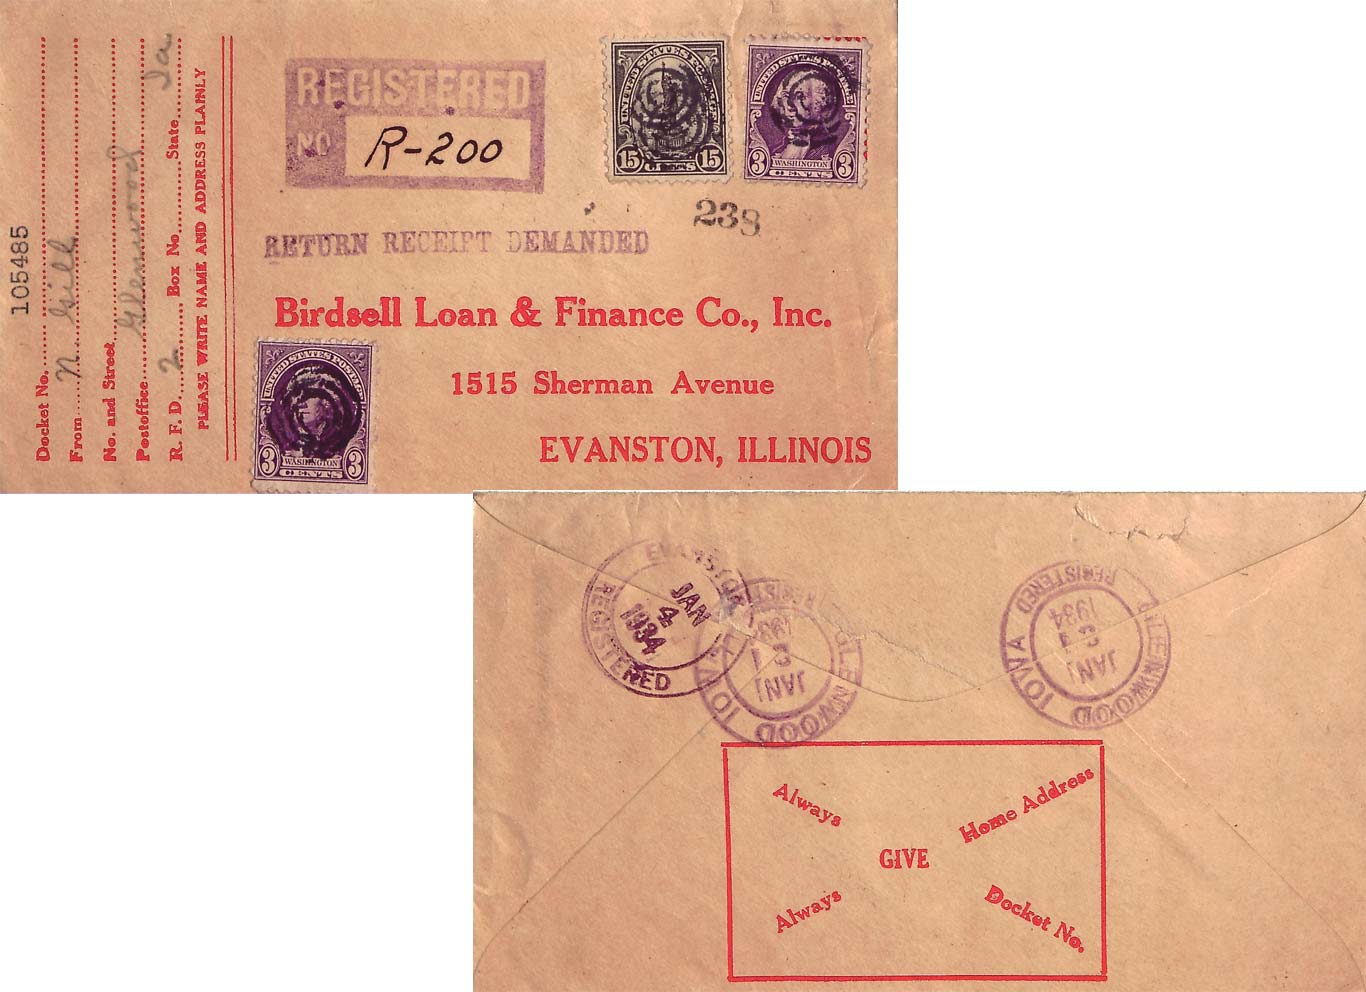 105485
Docket No.
From N Gill
No. and Street
Postoffice Glenwood
R. F. D. 2 Box No. State Ia
PLEASE WRITE NAME AND ADDRESS PLAINLY
REGISTERED
NO R-200
UNITED STATES POSTAGE
15 15
CENTS
UNITED STATES POSTAGE
3 WASHINGTON 3
CENTS
238
RETURN RECEIPT DEMANDED
Birdsell Loan & Finance Co., Inc.
1515 Sherman Avenue
EVANSTON, ILLINOIS
UNITED STATES POSTAGE
3 WASHINGTON 3
CENTS
EVANSTON
JAN
4
1934
REGISTERED
GLENWOOD IOWA
JAN
2
REGISTERED
GLENWOOD IOWA
JAN
1934
REGISTERED
Always Home Address
GIVE
Always Docket No.